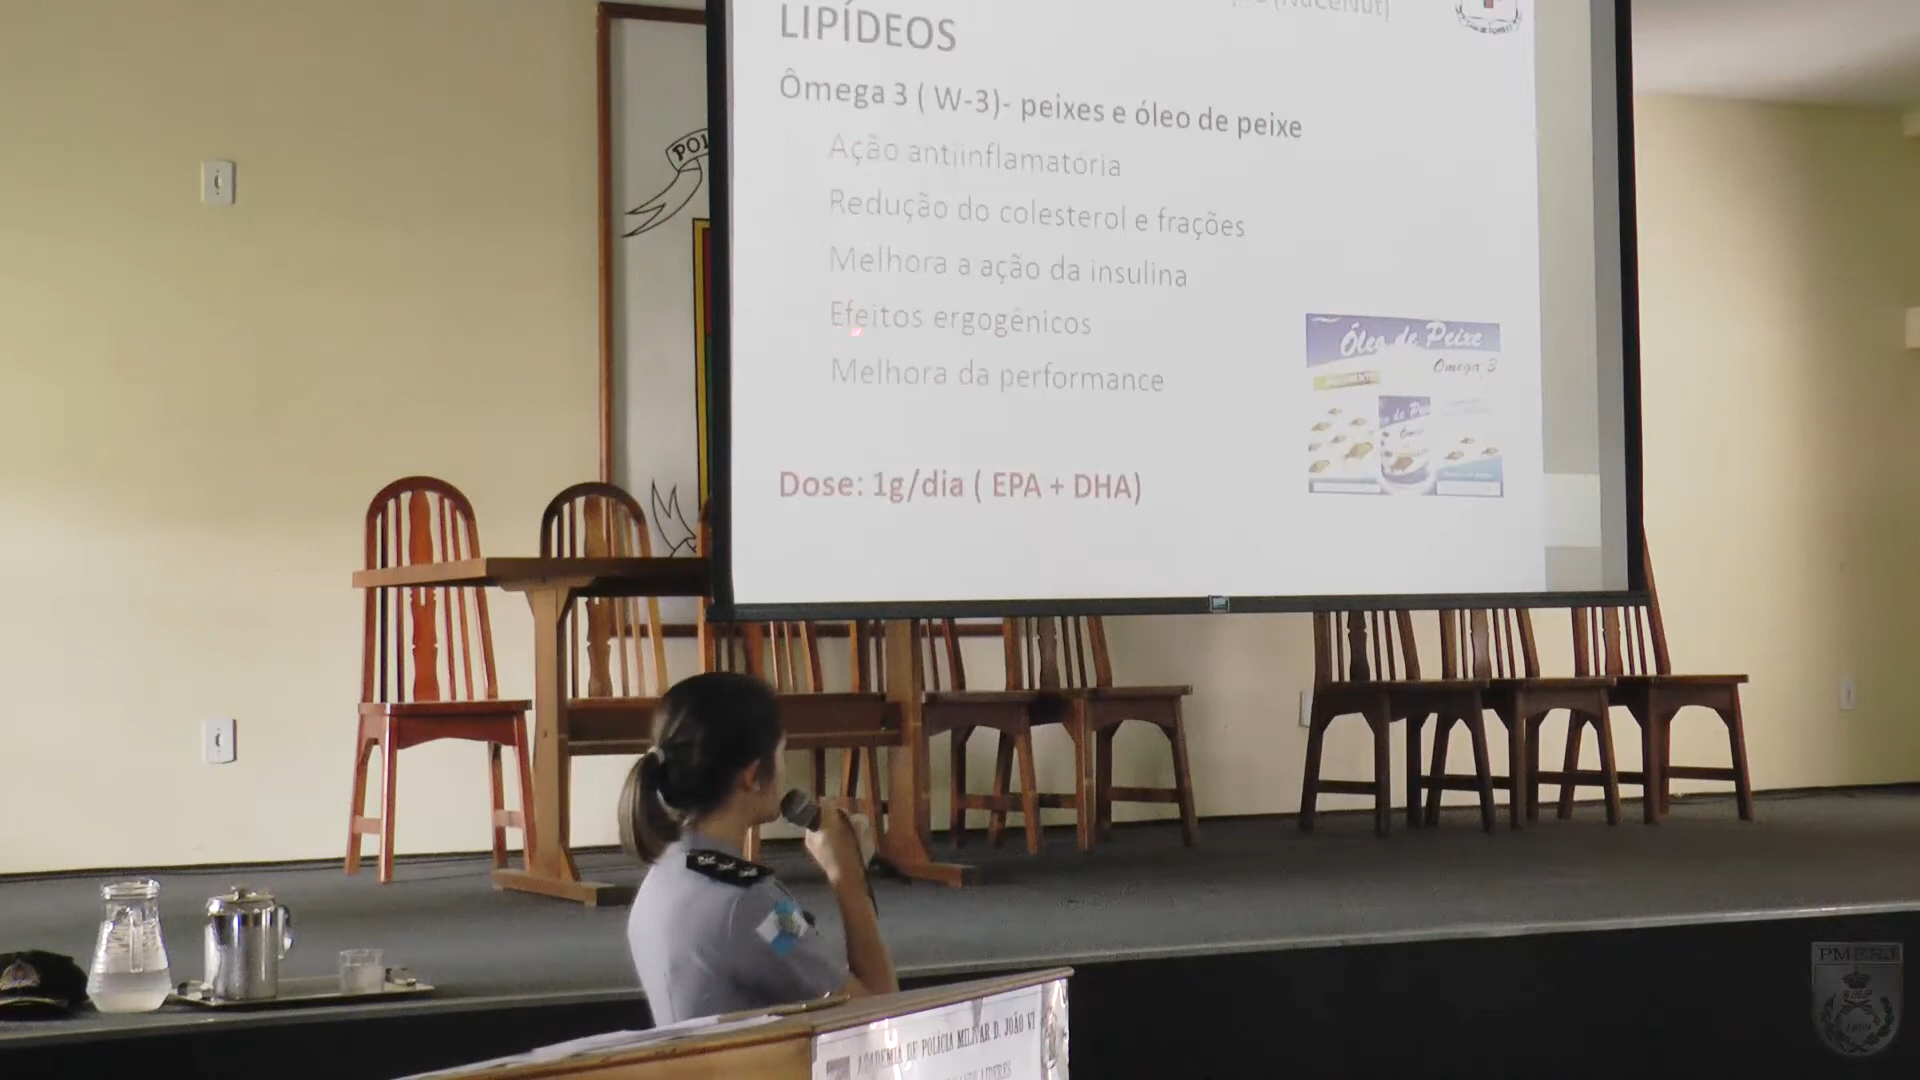 LIPÍDEOS
Ômega 3 ( W-3)- peixes e óleo de peixe
Ação antiinflamatória
Redução do colesterol e frações
Melhora a ação da insulina
Efeitos ergogênicos
Melhora da performance
Óleo de Peixe
Omega 3
Dose: 1g/dia ( EPA + DHA)
ACADEMIA DE POLÍCIA MILITAR D. JOÃO VI
LIDERES
PMERJ